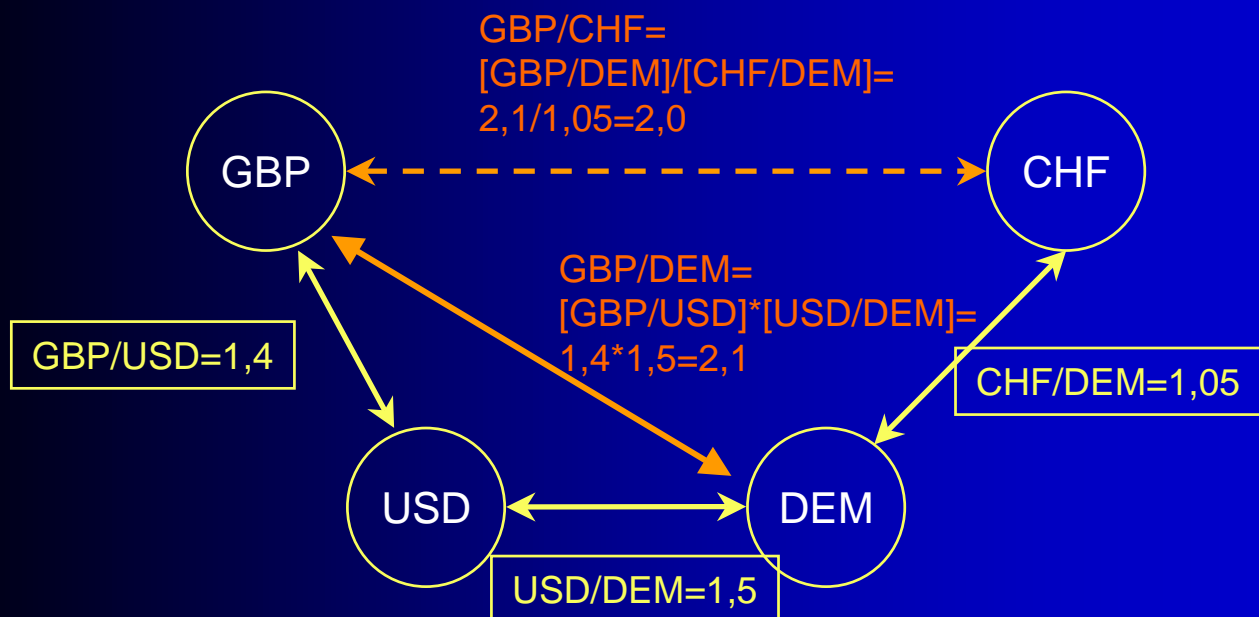 GBP/CHF=
[GBP/DEM]/[CHF/DEM]=
2,1/1,05=2,0
GBP
CHF
GBP/DEM=
[GBP/USD]*[USD/DEM]=
1,4*1,5=2,1
GBP/USD=1,4
CHF/DEM=1,05
USD
DEM
USD/DEM=1,5